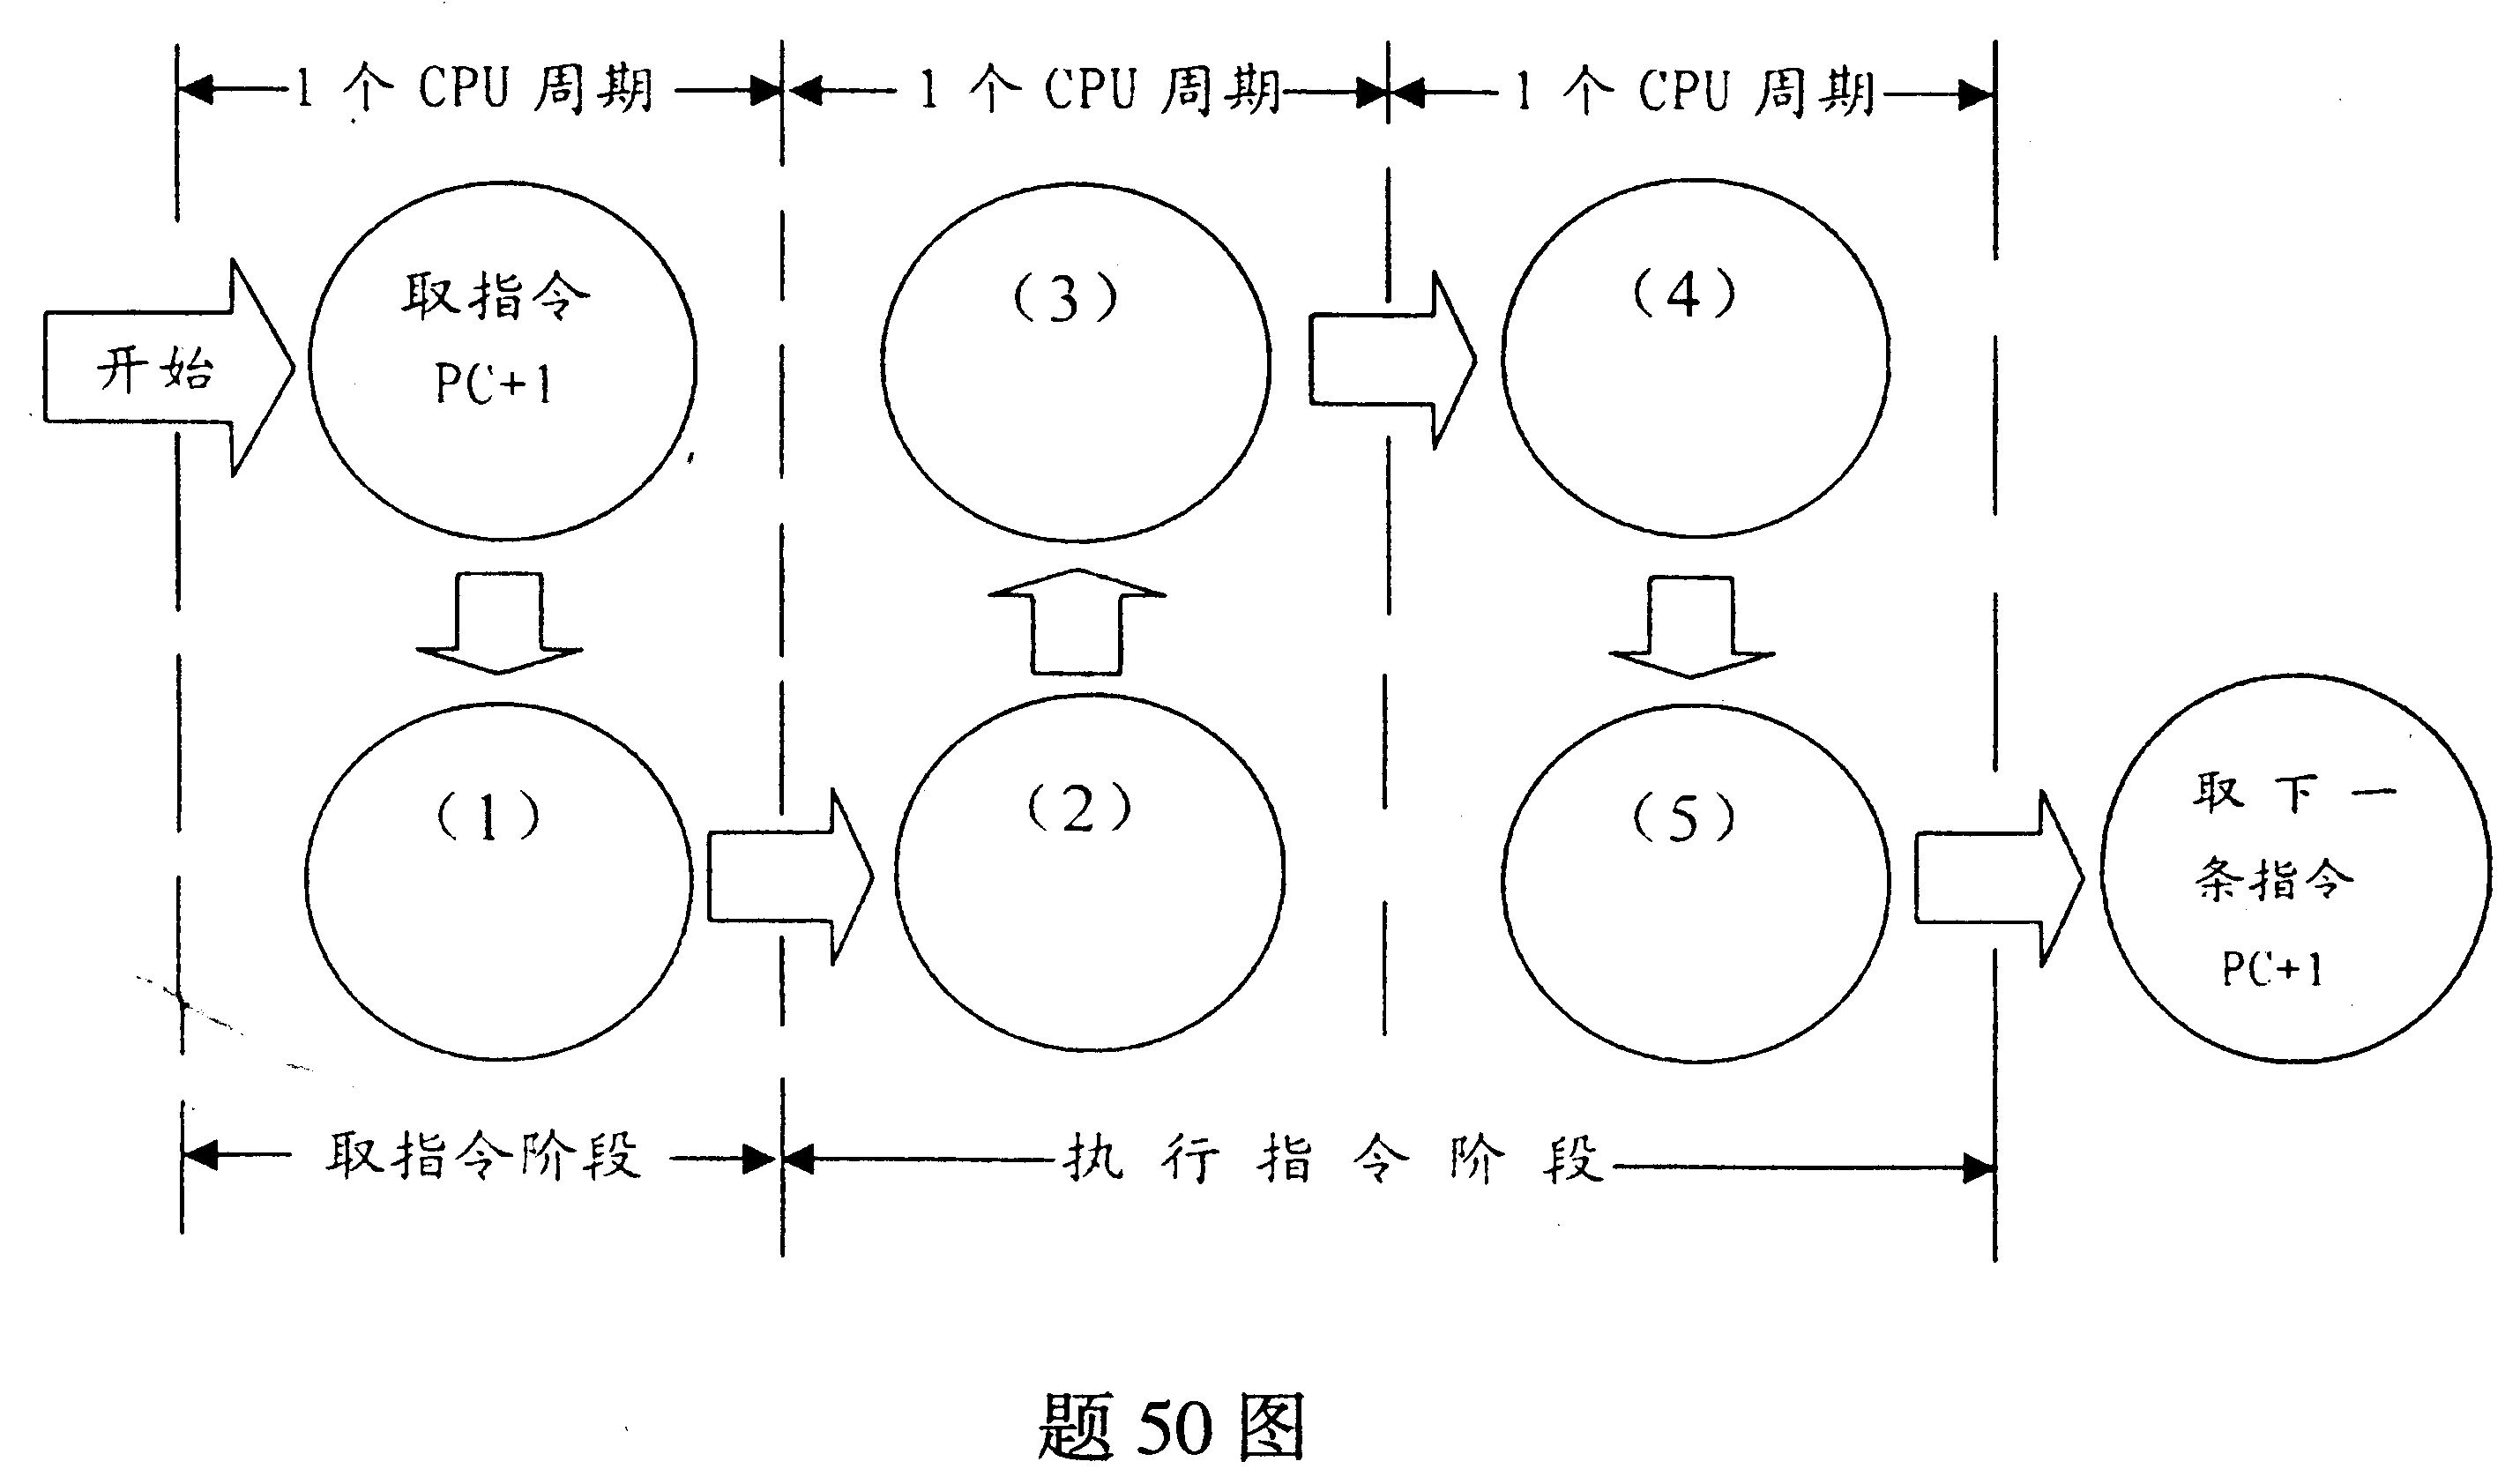 1 个 CPU 周期
1 个 CPU 周期
1 个 CPU 周期
开始
取指令
PC+1
(3)
(4)
(1)
(2)
(5)
取下一
条指令
PC+1
取指令阶段
执行指令阶段
题 50 图